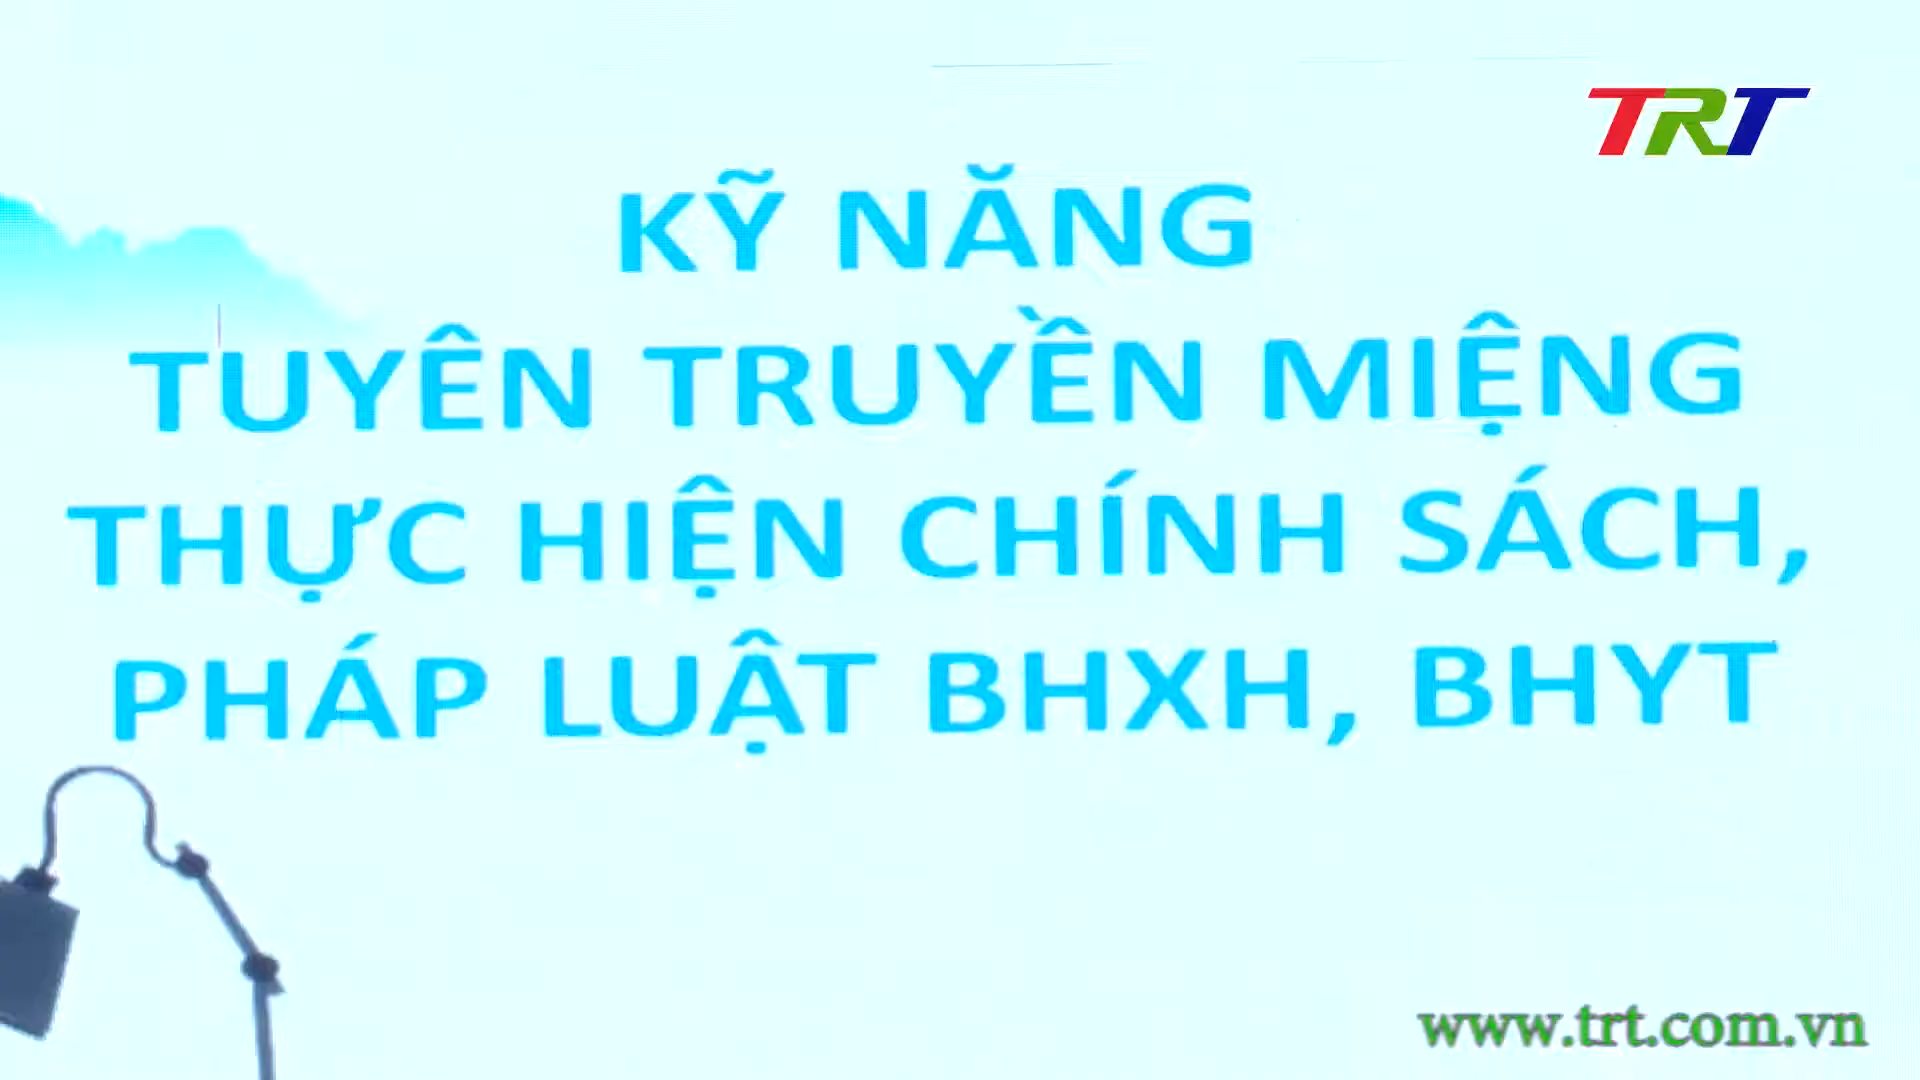 TRT
KỸ NĂNG
TUYÊN TRUYỀN MIỆNG
THỰC HIỆN CHÍNH SÁCH,
PHÁP LUẬT BHXH, BHYT
www.trt.com.vn